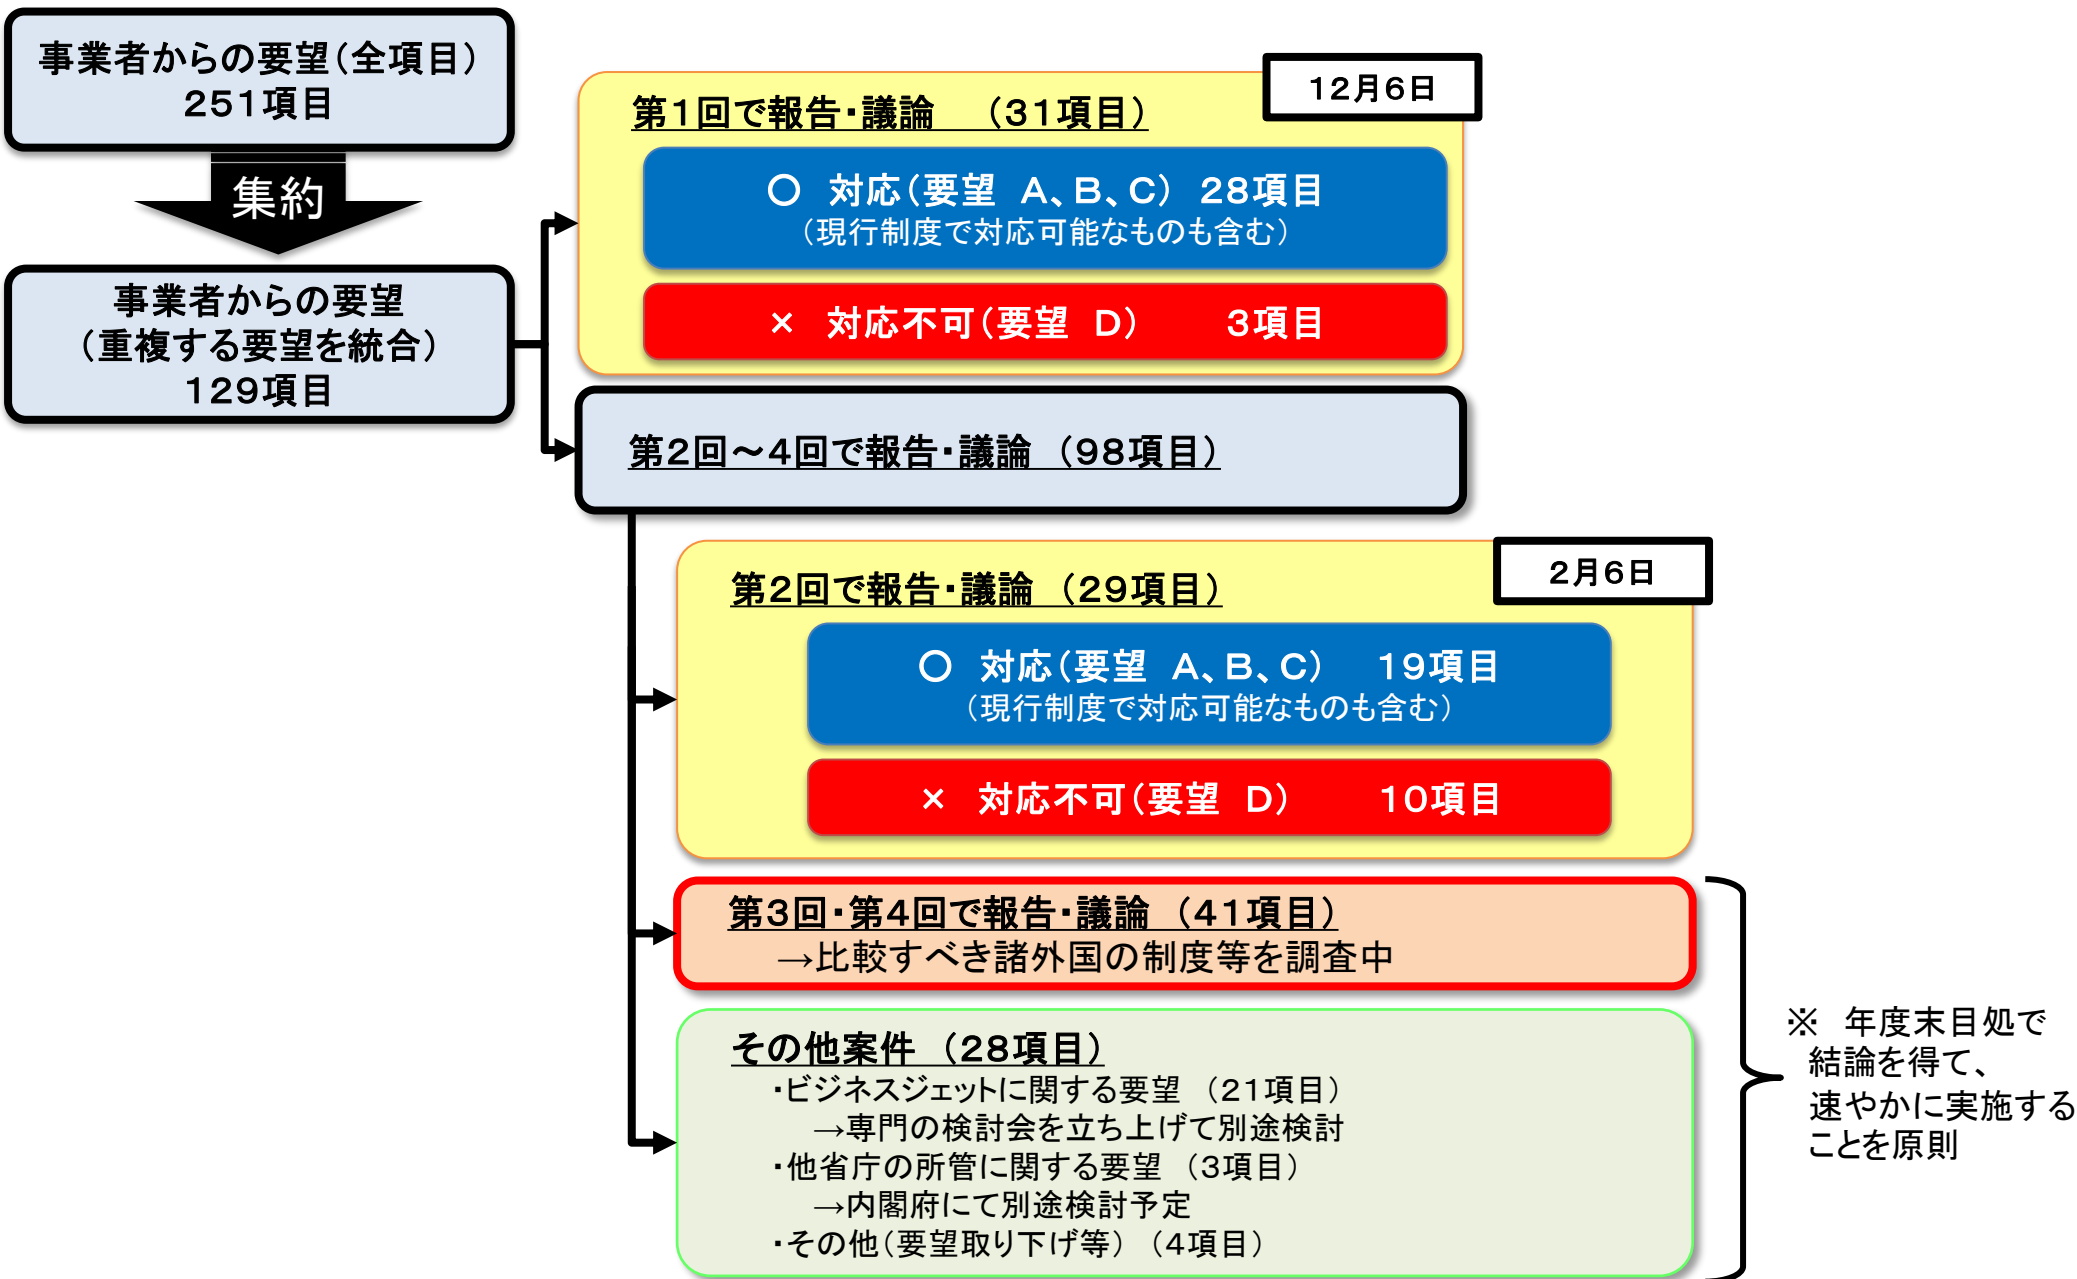 事業者からの要望(全項目)
251項目
集約
事業者からの要望
(重複する要望を統合)
129項目
12月6日
第1回で報告・議論 (31項目)
○ 対応(要望 A、B、C) 28項目
(現行制度で対応可能なものも含む)
× 対応不可(要望 D) 3項目
第2回~4回で報告・議論 (98項目)
2月6日
第2回で報告・議論 (29項目)
○ 対応(要望 A、B、C) 19項目
(現行制度で対応可能なものも含む)
× 対応不可(要望 D) 10項目
第3回・第4回で報告・議論 (41項目)
→比較すべき諸外国の制度等を調査中
その他案件 (28項目)
・ビジネスジェットに関する要望 (21項目)
→専門の検討会を立ち上げて別途検討
・他省庁の所管に関する要望 (3項目)
→内閣府にて別途検討予定
・その他(要望取り下げ等) (4項目)
※ 年度末目処で
結論を得て、
速やかに実施する
ことを原則